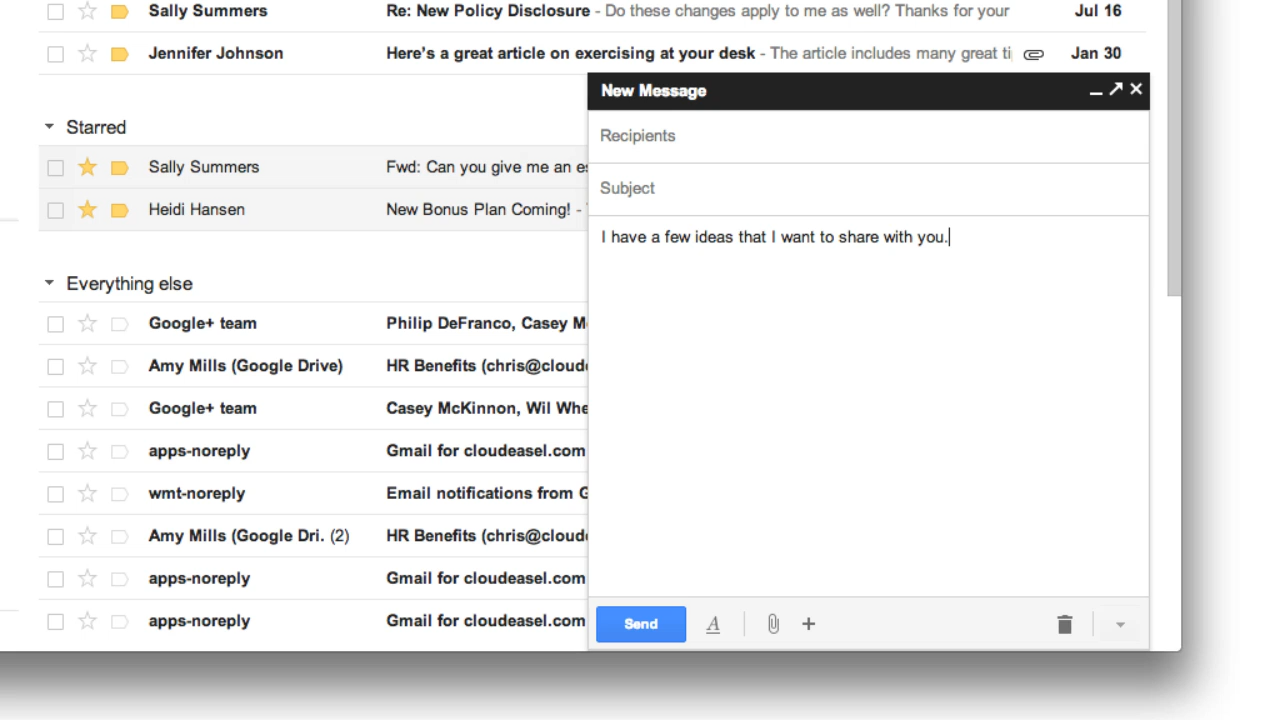 Sally Summers Re: New Policy Disclosure - Do these changes apply to me as well? Thanks for your Jul 16
Jennifer Johnson Here's a great article on exercising at your desk - The article includes many great Jan 30
New Message
Recipients
Subject
I have a few ideas that I want to share with you.
Send
Starred
Sally Summers Fwd: Can you give me an
Heidi Hansen New Bonus Plan Coming! -
Everything else
Google+ team Philip DeFranco, Casey
Amy Mills (Google Drive) HR Benefits (chris@cloud
Google+ team Casey McKinnon, Wil
apps-noreply Gmail for cloudeasel.com
wmt-noreply Email notifications from
Amy Mills (Google Dri. (2) HR Benefits (chris@cloud
apps-noreply Gmail for cloudeasel.com
apps-noreply Gmail for cloudeasel.com